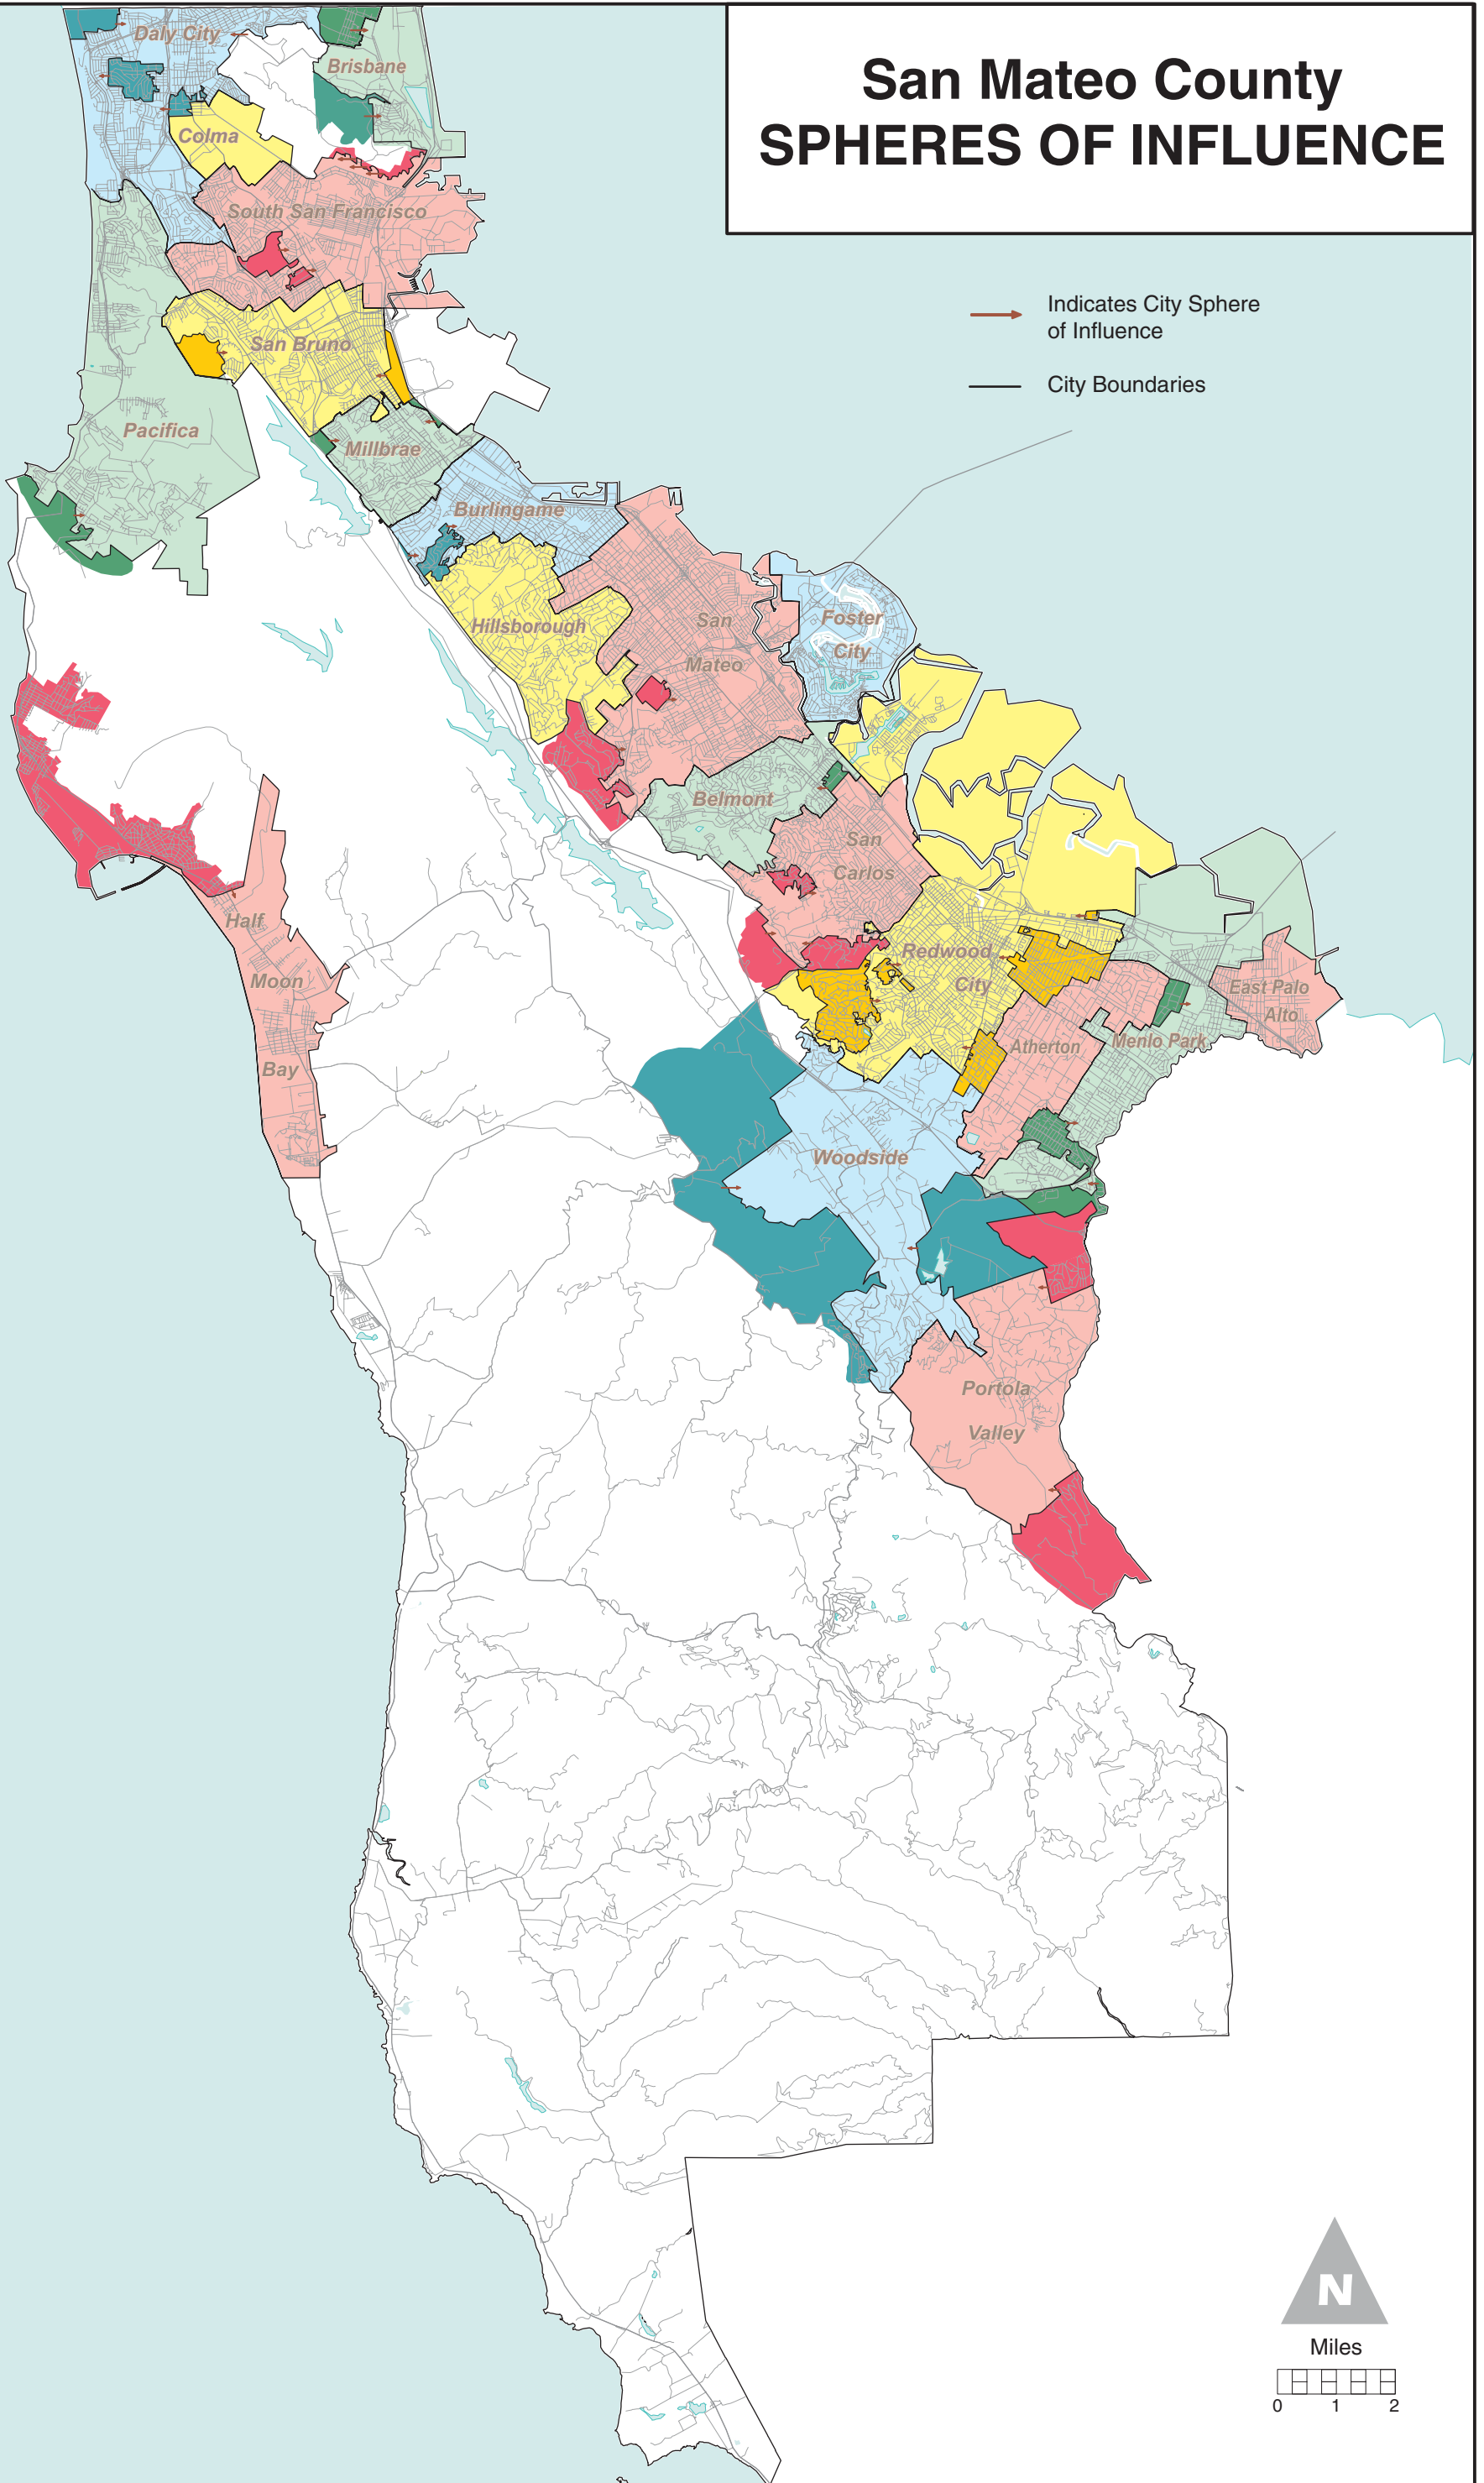 San Mateo County
SPHERES OF INFLUENCE
Indicates City Sphere
of Influence
City Boundaries
Daly City
Brisbane
Colma
South San Francisco
San Bruno
Pacifica
Millbrae
Burlingame
Hillsborough
San
Mateo
Foster
City
Belmont
San
Carlos
Half
Moon
Bay
Redwood
City
East Palo
Alto
Atherton
Menlo Park
Woodside
Portola
Valley
N
Miles
0 1 2